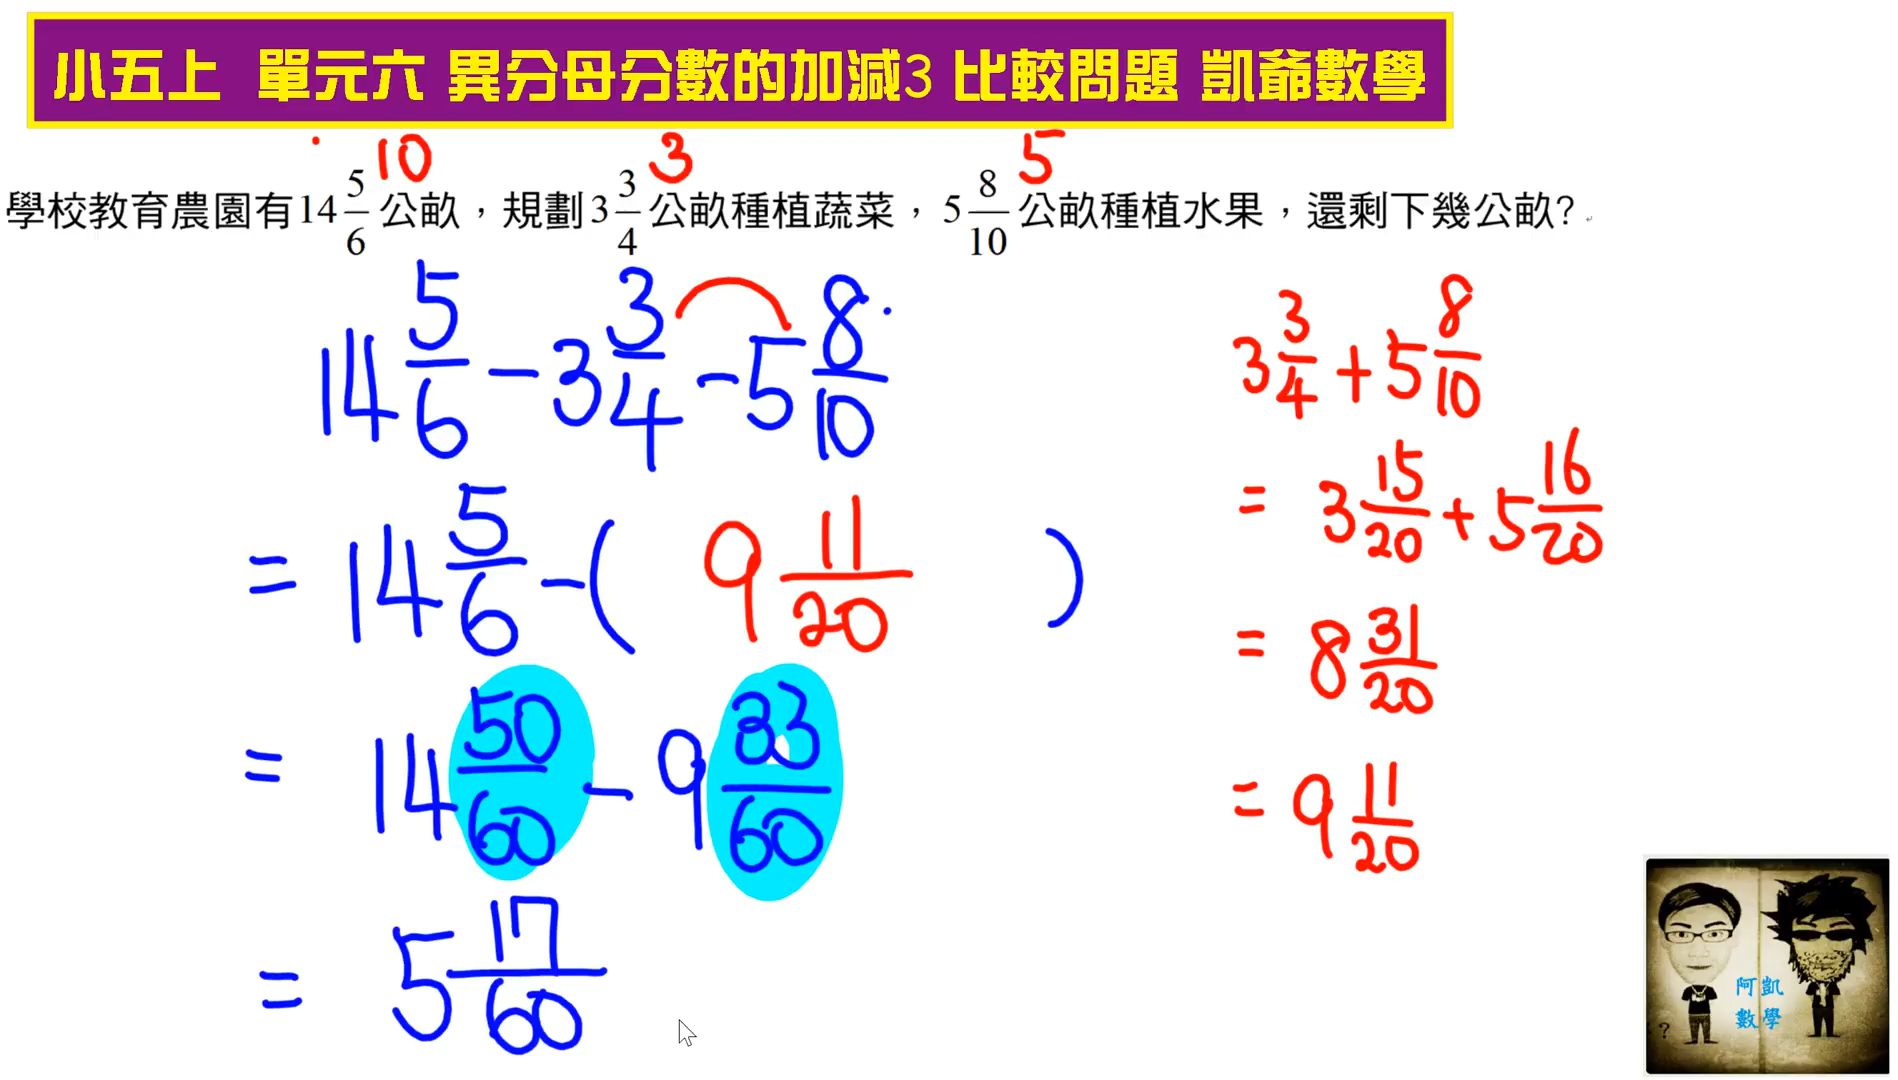 小五上 單元六 異分母分數的加減3 比較問題 凱爺數學
10 3 5
學校教育農園有14 5/6 公畝，規劃3 3/4 公畝種植蔬菜，5 8/10 公畝種植水果，還剩下幾公畝?
14 5/6 - 3 3/4 - 5 8/10
= 14 5/6 - ( 9 11/20 )
= 14 50/60 - 9 33/60
= 5 17/60
3 3/4 + 5 8/10
= 3 15/20 + 5 16/20
= 8 31/20
= 9 11/20
阿凱
數學
?